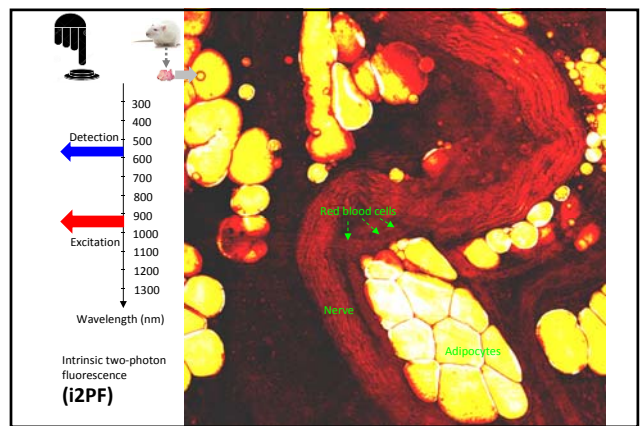 300
400
Detection
500
600
700
800
900
1000
Excitation
1100
1200
1300
Wavelength (nm)
Intrinsic two-photon
fluorescence
(i2PF)
Red blood cells
Nerve
Adipocytes